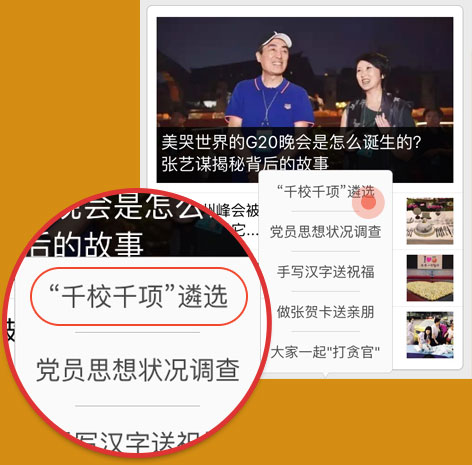 美哭世界的G20晚会是怎么诞生的?
张艺谋揭秘背后的故事
州峰会被
它...
“千校千项”遴选
党员思想状况调查
手写汉字送祝福
做张贺卡送亲朋
大家一起"打贪官"
晚会是怎么
后的故事
“千校千项”遴选
党员思想状况调查
写汉字送祝